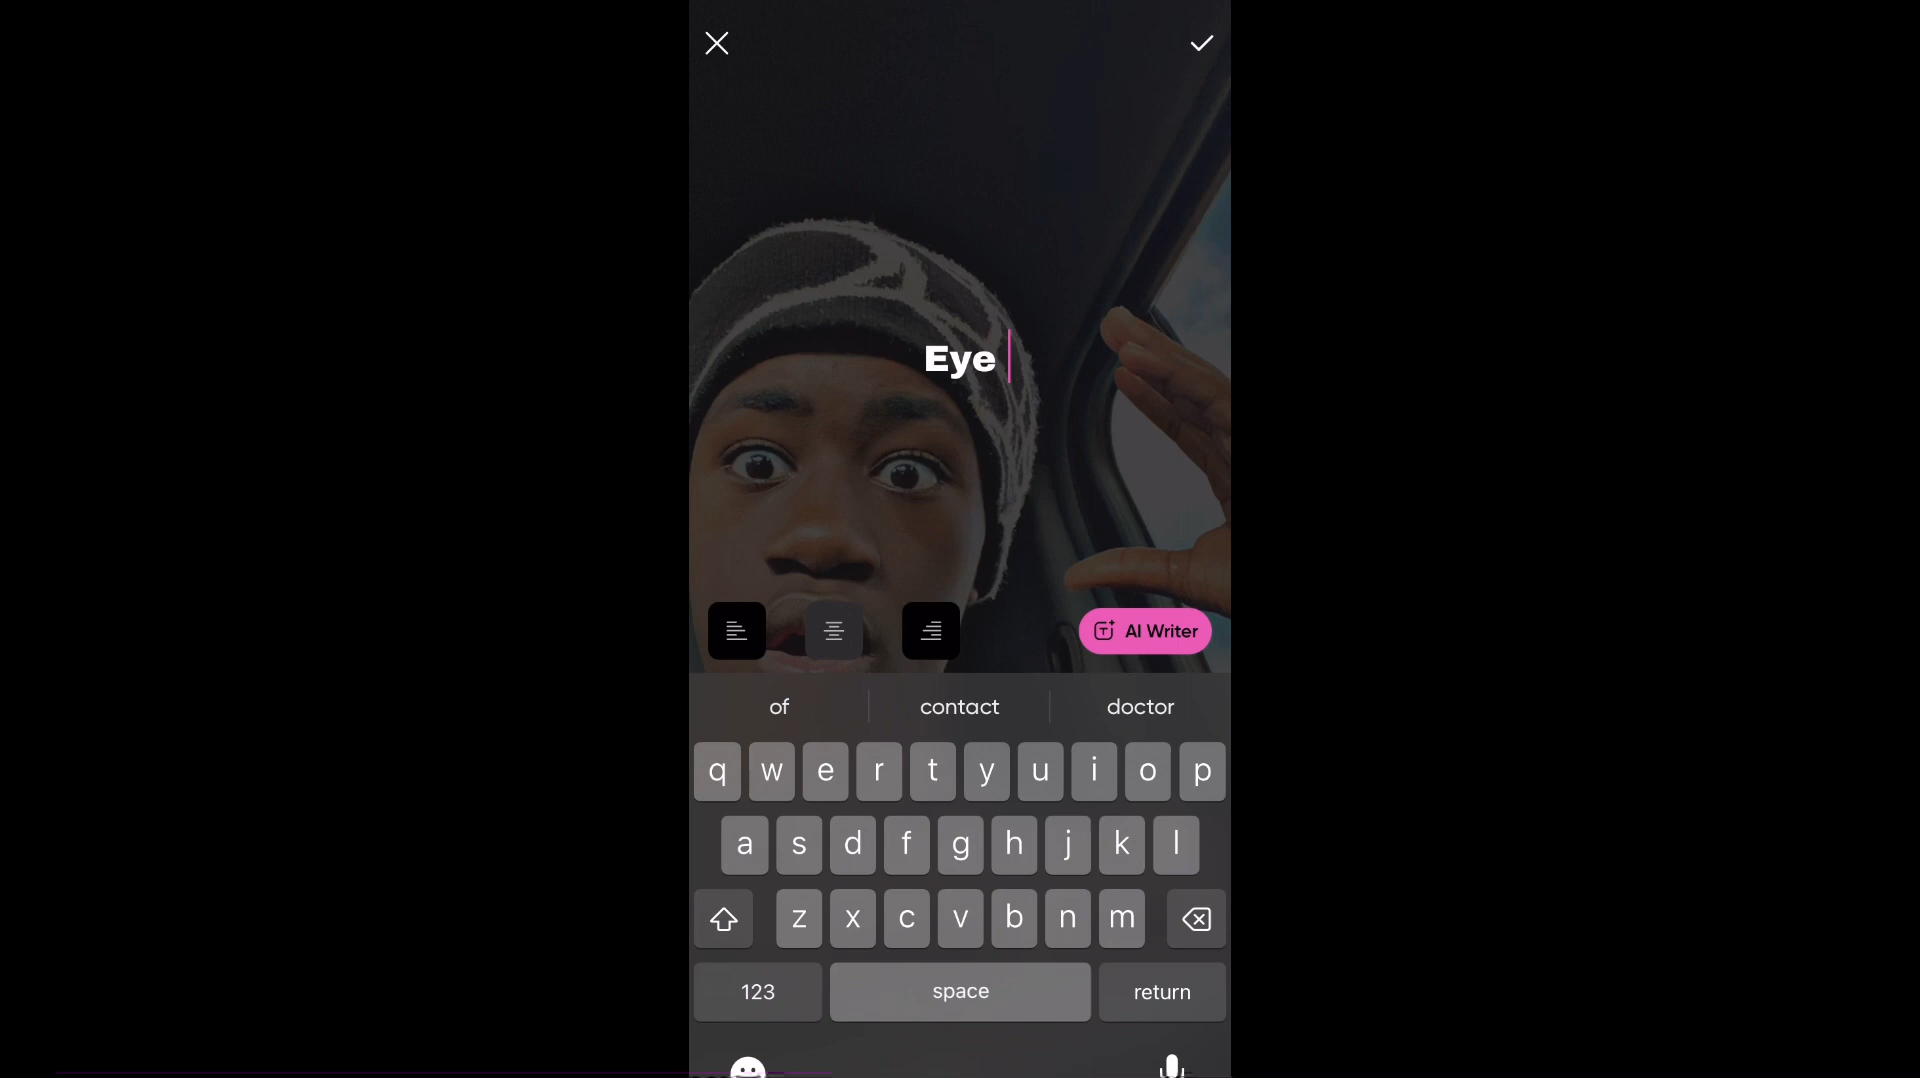 Eye
AI Writer
of contact doctor
q w e r t y u i o p
a s d f g h j k l
z x c v b n m
123 space return